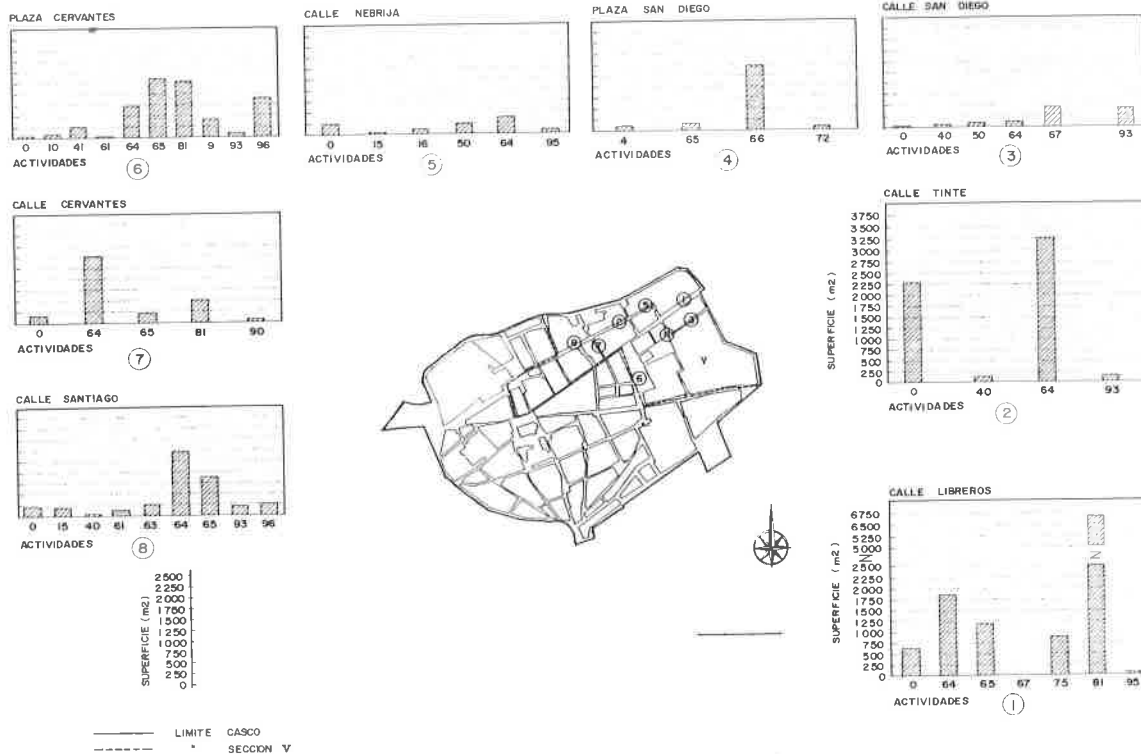 PLAZA CERVANTES
0 10 41 61 64 65 81 9 93 96
ACTIVIDADES
6
CALLE NEBRIJA
0 15 16 50 64 95
ACTIVIDADES
5
PLAZA SAN DIEGO
4 65 66 72
ACTIVIDADES
4
CALLE SAN DIEGO
0 40 50 64 67 93
ACTIVIDADES
3
CALLE CERVANTES
0 64 65 81 90
ACTIVIDADES
7
CALLE TINTE
SUPERFICIE (m2)
3750
3500
3250
2750
2500
2250
2000
1750
1500
1250
1000
750
500
250
0
0 40 64 93
ACTIVIDADES
2
CALLE SANTIAGO
0 15 40 61 63 64 65 93 96
ACTIVIDADES
8
V
SUPERFICIE (m2)
2500
2250
2000
1750
1500
1250
1000
750
500
250
0
CALLE LIBREROS
SUPERFICIE (m2)
6750
6500
5250
5000
2500
2000
1750
1500
1250
1000
750
500
250
0
0 64 65 67 75 81 95
ACTIVIDADES
1
LIMITE CASCO
" SECCION V